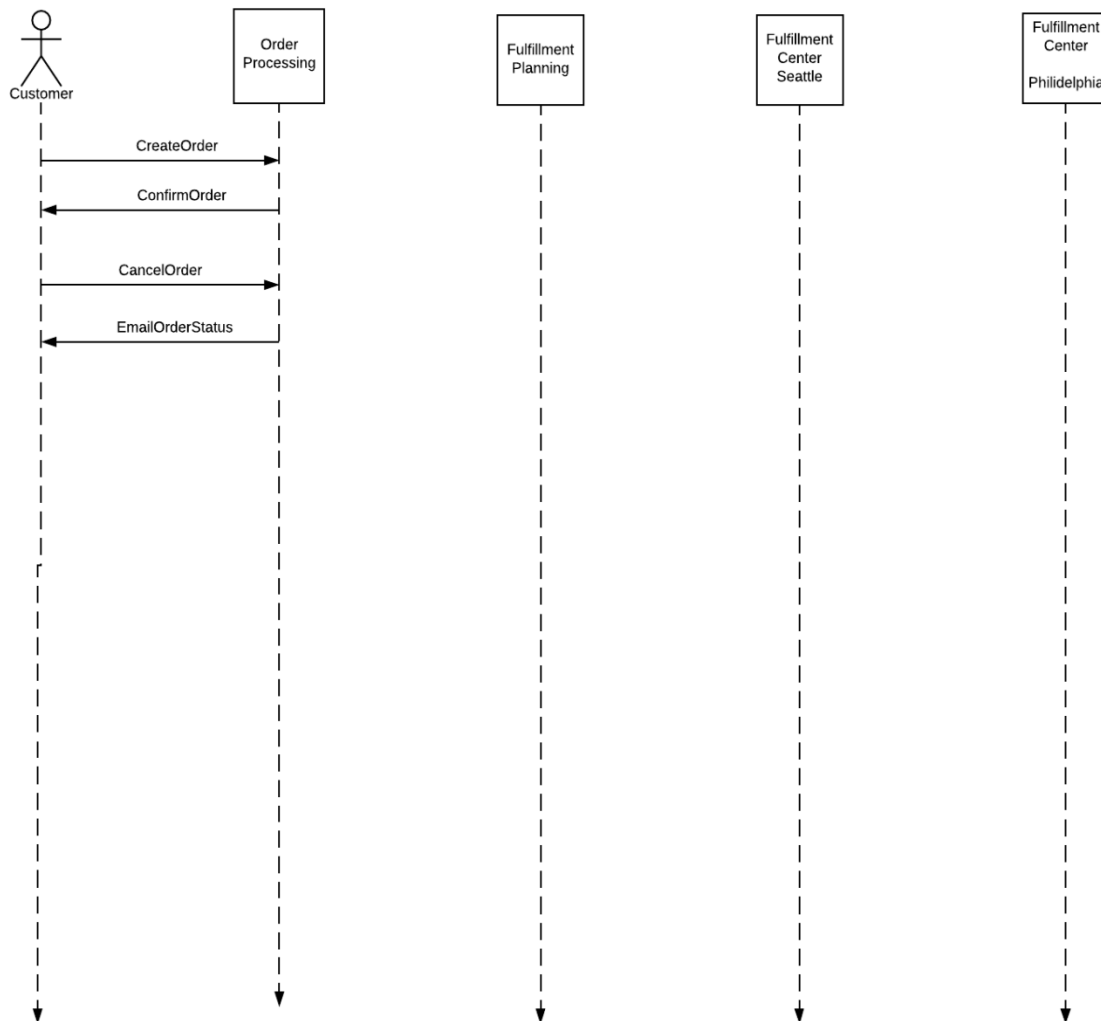 Customer
Order
Processing
Fulfillment
Planning
Fulfillment
Center
Seattle
Fulfillment
Center
Philidelphia
CreateOrder
ConfirmOrder
CancelOrder
EmailOrderStatus